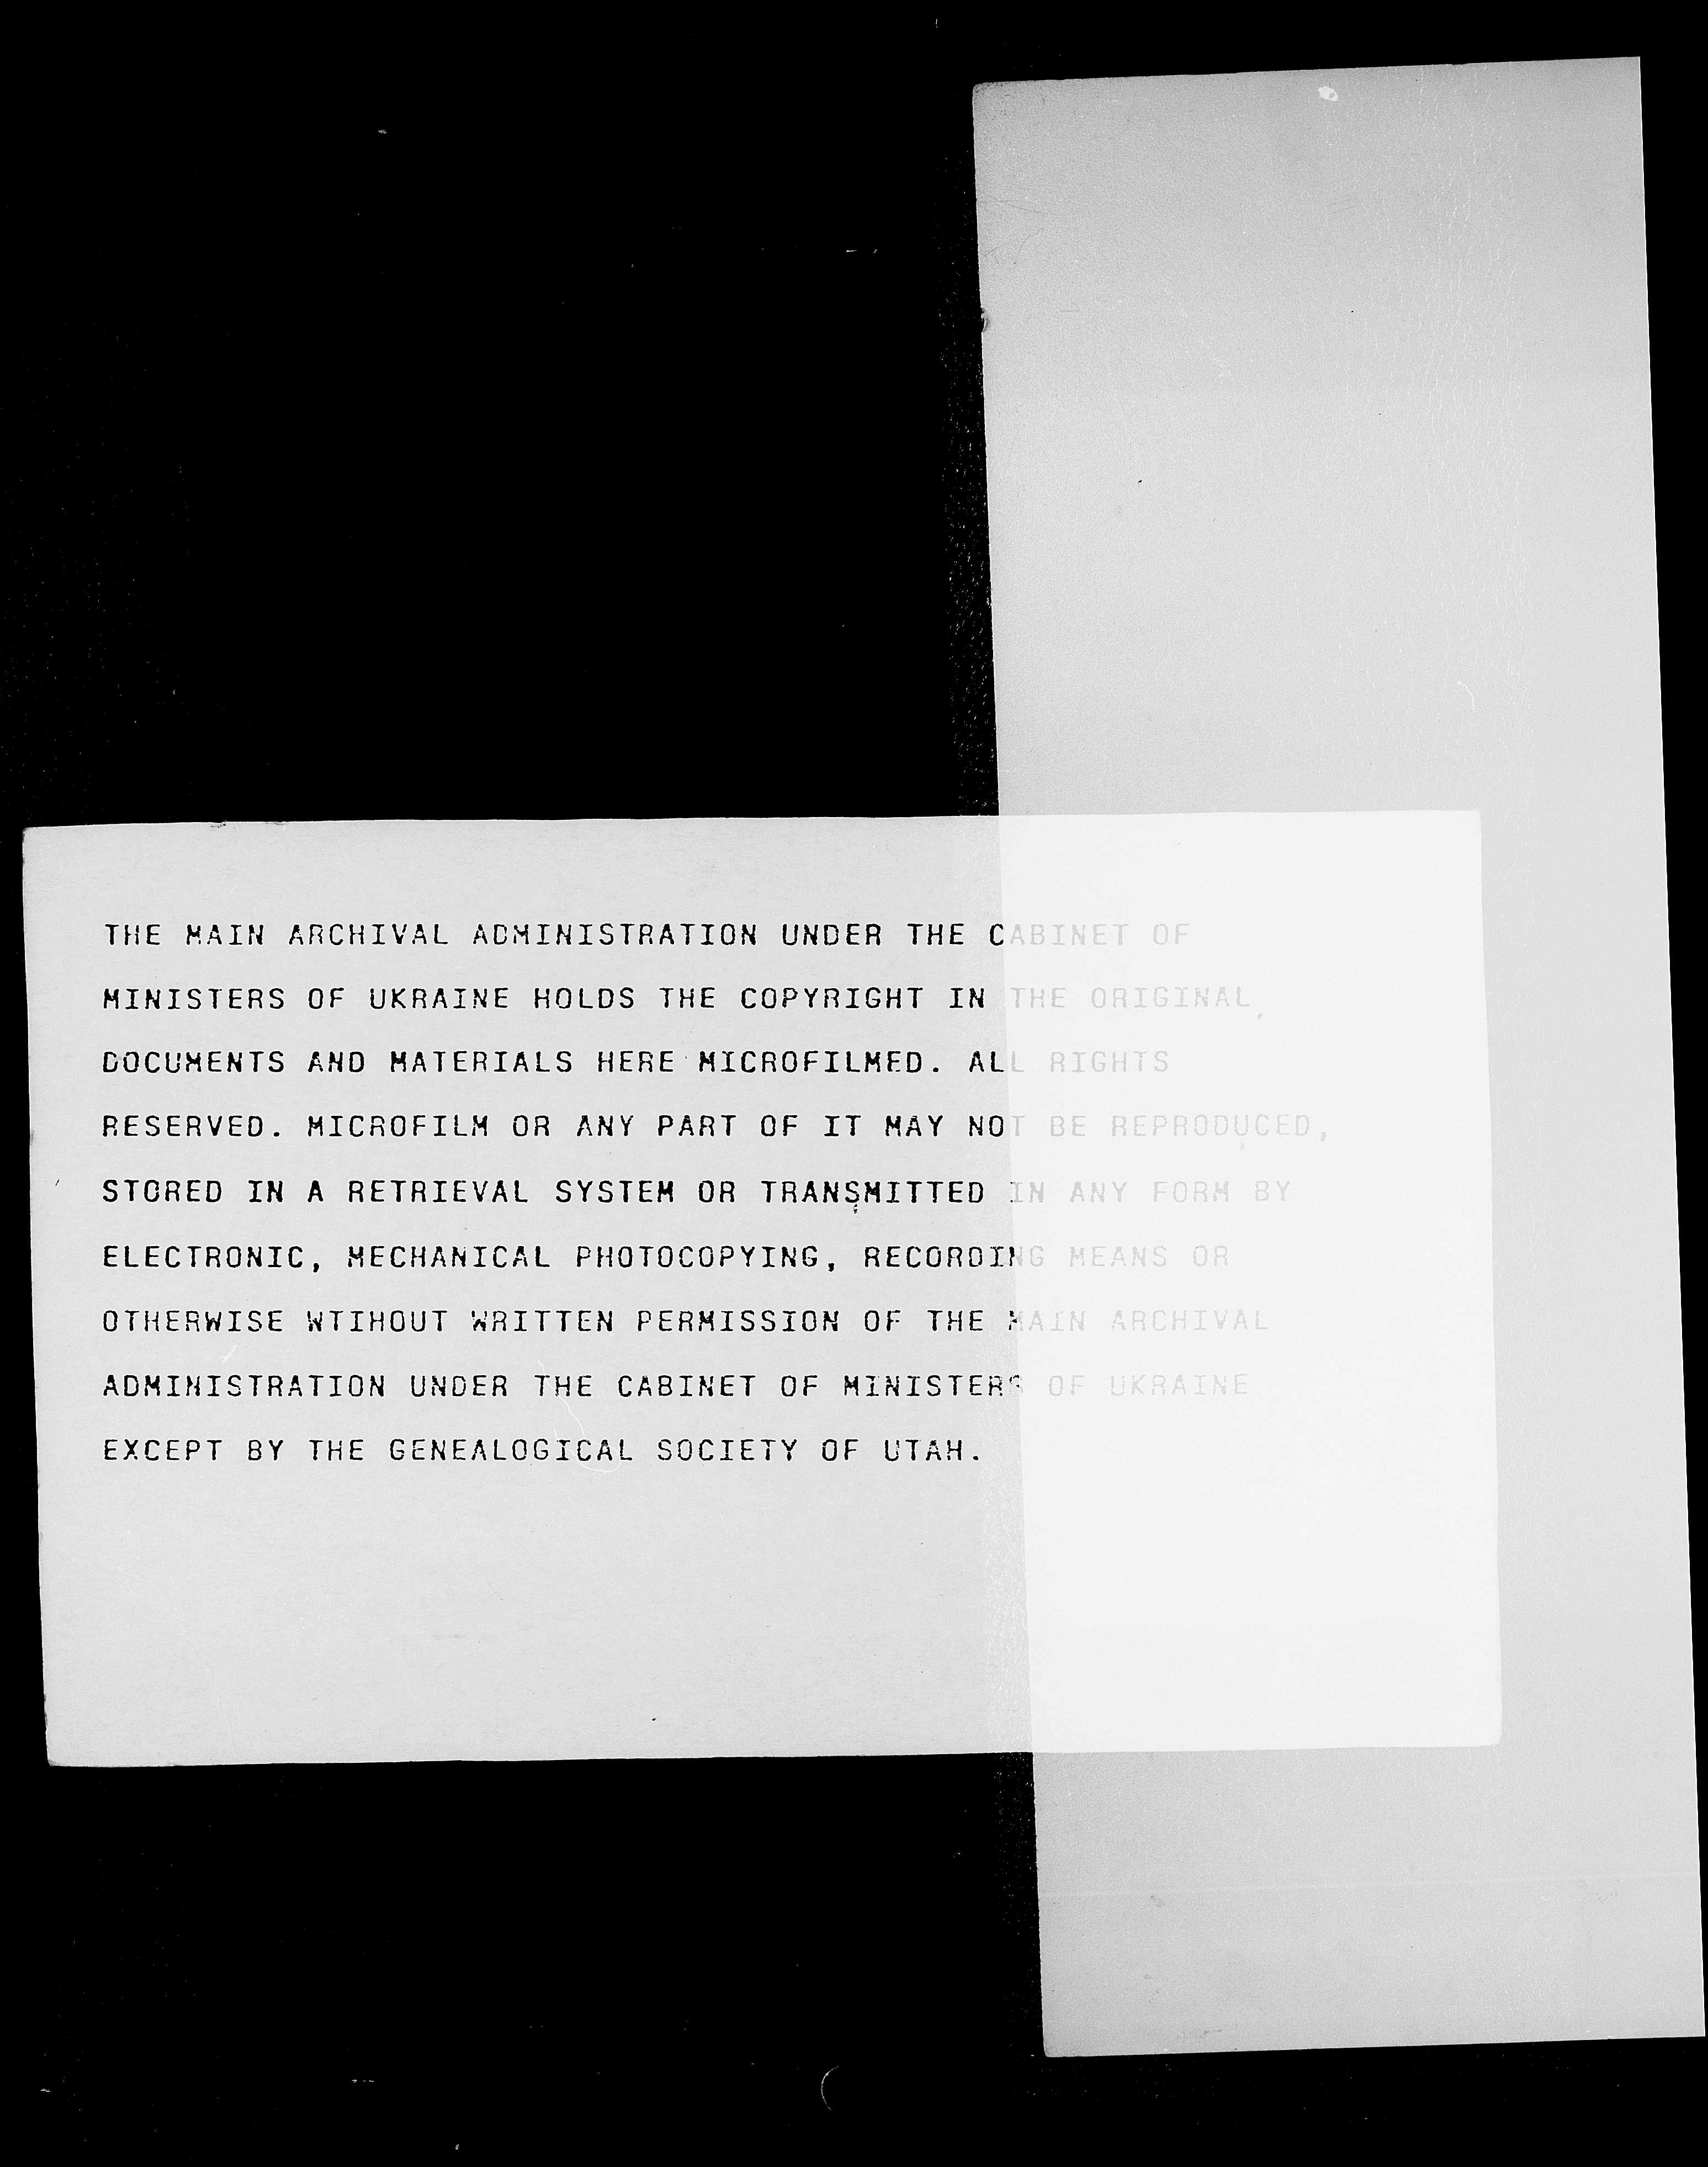 THE MAIN ARCHIVAL ADMINISTRATION UNDER THE CABINET OF
MINISTERS OF UKRAINE HOLDS THE COPYRIGHT IN THE ORIGINAL
DOCUMENTS AND MATERIALS HERE MICROFILMED. ALL RIGHTS
RESERVED. MICROFILM OR ANY PART OF IT MAY NOT BE REPRODUCED,
STORED IN A RETRIEVAL SYSTEM OR TRANSMITTED IN ANY FORM BY
ELECTRONIC, MECHANICAL PHOTOCOPYING, RECORDING MEANS OR
OTHERWISE WTIHOUT WRITTEN PERMISSION OF THE MAIN ARCHIVAL
ADMINISTRATION UNDER THE CABINET OF MINISTERS OF UKRAINE
EXCEPT BY THE GENEALOGICAL SOCIETY OF UTAH.